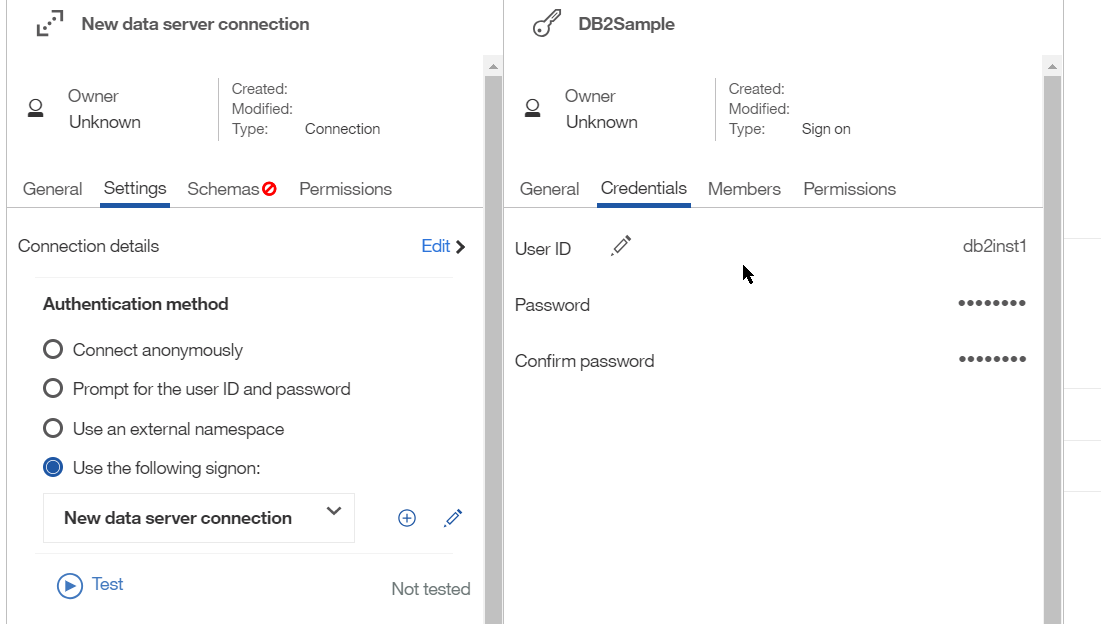 New data server connection
Owner
Unknown
Created:
Modified:
Type: Connection
General Settings Schemas Permissions
Connection details Edit
Authentication method
Connect anonymously
Prompt for the user ID and password
Use an external namespace
Use the following signon:
New data server connection
Test Not tested
DB2Sample
Owner
Unknown
Created:
Modified:
Type: Sign on
General Credentials Members Permissions
User ID db2inst1
Password ••••••••
Confirm password ••••••••